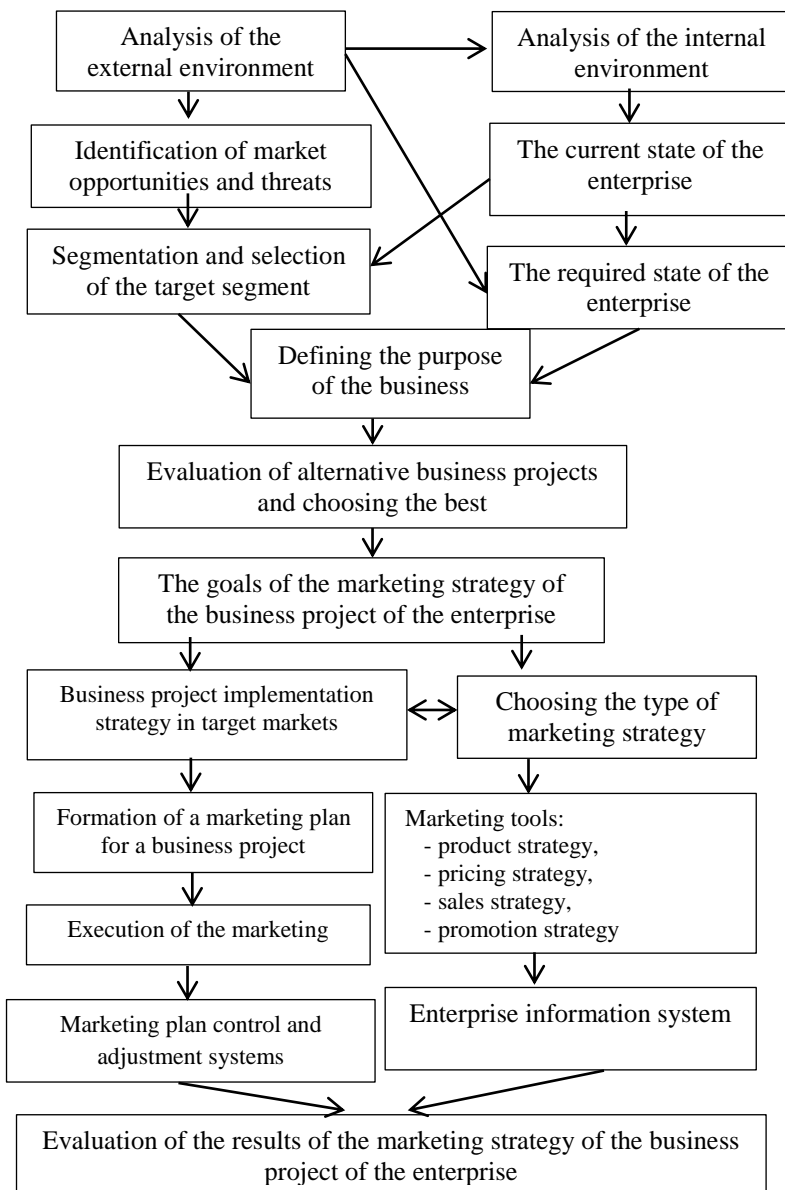 Analysis of the
external environment
Analysis of the internal
environment
Identification of market
opportunities and threats
The current state of the
enterprise
Segmentation and selection
of the target segment
The required state of the
enterprise
Defining the purpose
of the business
Evaluation of alternative business projects
and choosing the best
The goals of the marketing strategy of
the business project of the enterprise
Business project implementation
strategy in target markets
Choosing the type of
marketing strategy
Formation of a marketing plan
for a business project
Marketing tools:
- product strategy,
- pricing strategy,
- sales strategy,
- promotion strategy
Execution of the marketing
Marketing plan control and
adjustment systems
Enterprise information system
Evaluation of the results of the marketing strategy of the business
project of the enterprise